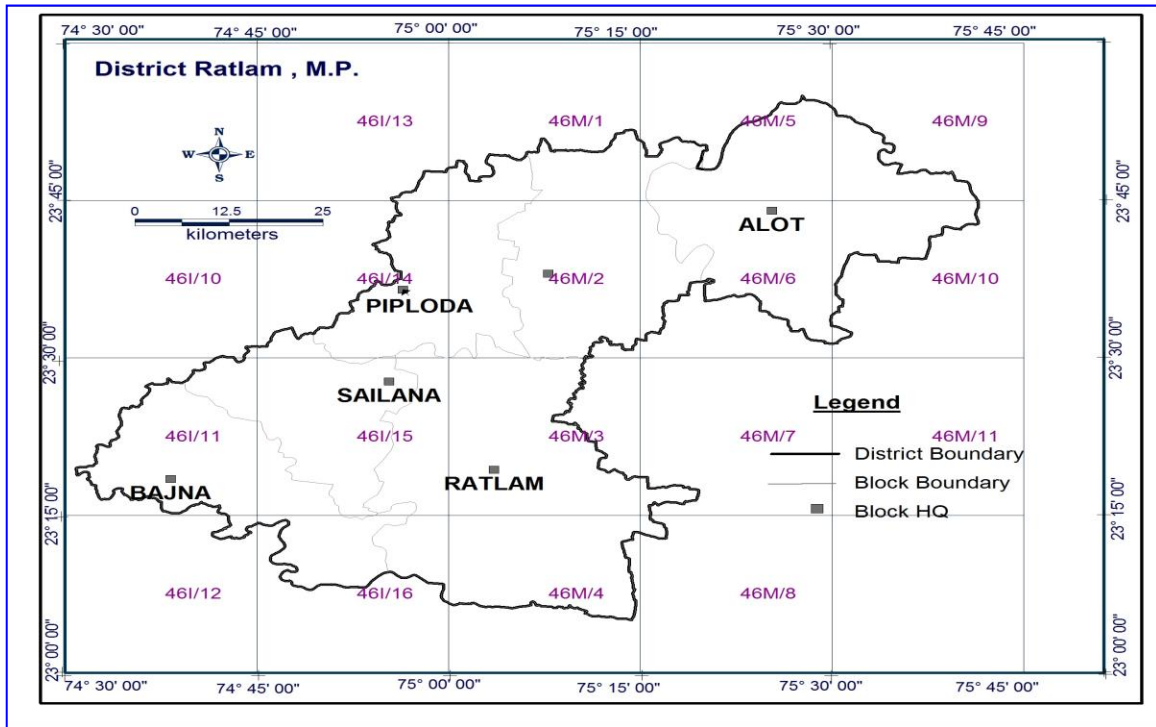 74° 30' 00" 74° 45' 00" 75° 00' 00" 75° 15' 00" 75° 30' 00" 75° 45' 00"
District Ratlam , M.P.
N
W E
S
46I/13 46M/1 46M/5 46M/9
23° 45' 00" 23° 45' 00"
0 12.5 25
kilometers
ALOT
46I/10 46I/14 46M/2 46M/6 46M/10
PIPLODA
23° 30' 00" 23° 30' 00"
SAILANA
Legend
46I/11 46I/15 46M/3 46M/7 46M/11
District Boundary
BAJNA RATLAM Block Boundary
Block HQ
23° 15' 00" 23° 15' 00"
46I/12 46I/16 46M/4 46M/8
23° 00' 00" 23° 00' 00"
74° 30' 00" 74° 45' 00" 75° 00' 00" 75° 15' 00" 75° 30' 00" 75° 45' 00"